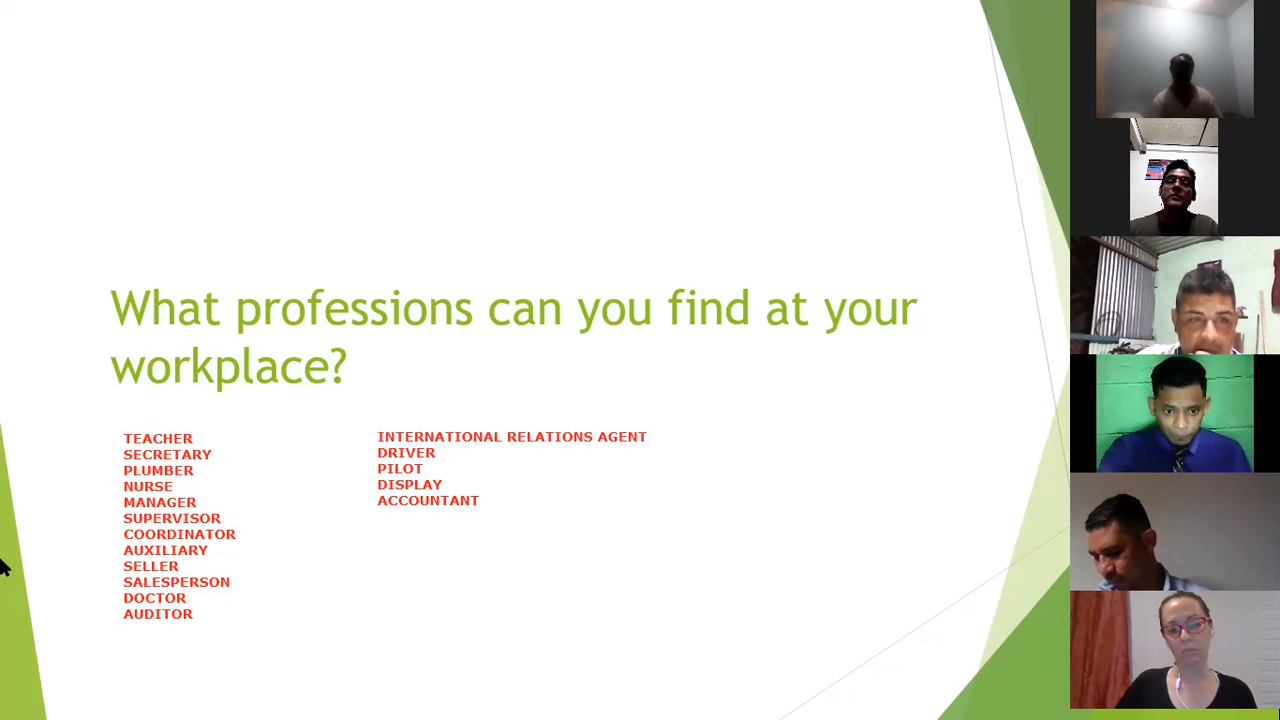 What professions can you find at your
workplace?
TEACHER
SECRETARY
PLUMBER
NURSE
MANAGER
SUPERVISOR
COORDINATOR
AUXILIARY
SELLER
SALESPERSON
DOCTOR
AUDITOR
INTERNATIONAL RELATIONS AGENT
DRIVER
PILOT
DISPLAY
ACCOUNTANT